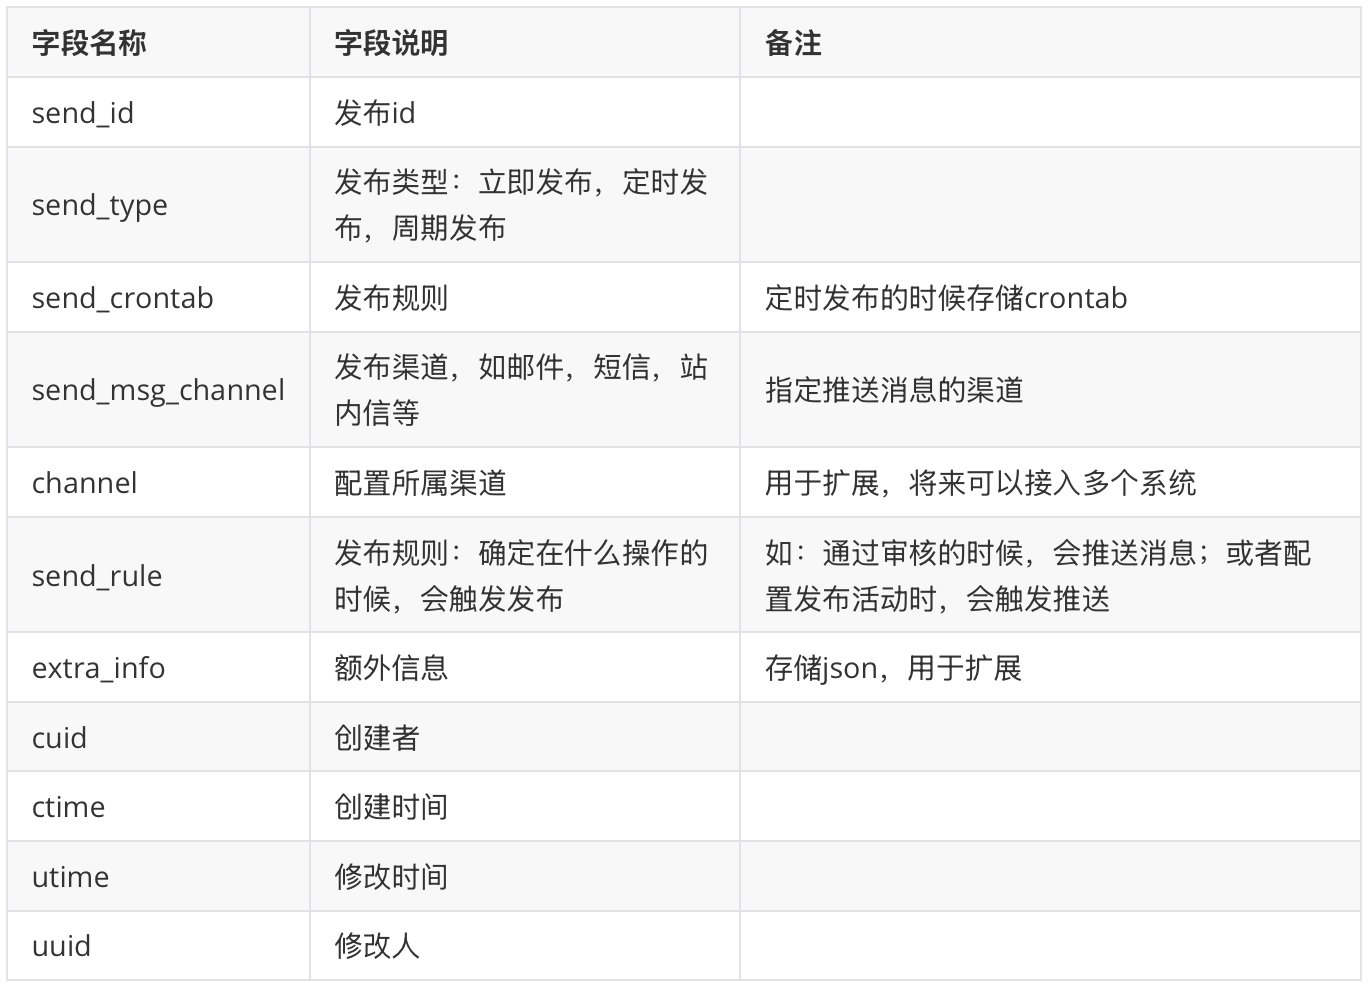 字段名称 字段说明 备注
send_id 发布id
send_type 发布类型：立即发布，定时发
布，周期发布
send_crontab 发布规则 定时发布的时候存储crontab
send_msg_channel 发布渠道，如邮件，短信，站
内信等 指定推送消息的渠道
channel 配置所属渠道 用于扩展，将来可以接入多个系统
send_rule 发布规则：确定在什么操作的
时候，会触发发布 如：通过审核的时候，会推送消息；或者配
置发布活动时，会触发推送
extra_info 额外信息 存储json，用于扩展
cuid 创建者
ctime 创建时间
utime 修改时间
uuid 修改人